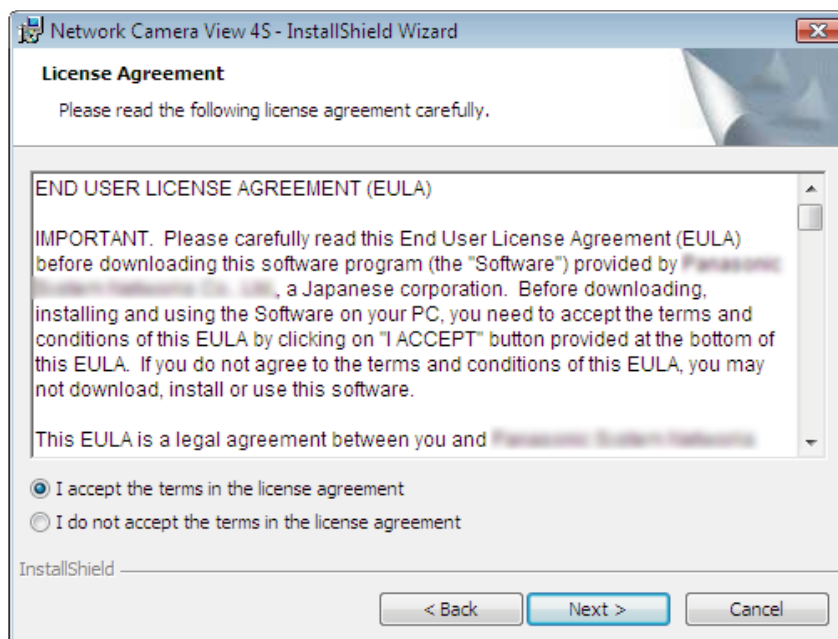 Network Camera View 4S - InstallShield Wizard
License Agreement
Please read the following license agreement carefully.
END USER LICENSE AGREEMENT (EULA)
IMPORTANT.  Please carefully read this End User License Agreement (EULA)
before downloading this software program (the "Software") provided by
, a Japanese corporation.  Before downloading,
installing and using the Software on your PC, you need to accept the terms and
conditions of this EULA by clicking on "I ACCEPT" button provided at the bottom of
this EULA.  If you do not agree to the terms and conditions of this EULA, you may
not download, install or use this software.
This EULA is a legal agreement between you and
I accept the terms in the license agreement
I do not accept the terms in the license agreement
InstallShield
< Back
Next >
Cancel